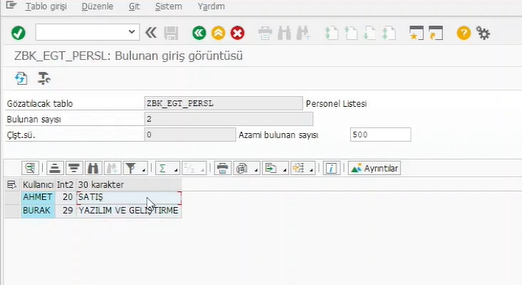 Tablo girişi Düzenle Git Sistem Yardım
ZBK_EGT_PERSL: Bulunan giriş görüntüsü
Gözatılacak tablo ZBK_EGT_PERSL Personel Listesi
Bulunan sayısı 2
Çlşt.sü. 0 Azami bulunan sayısı 500
Ayrıntılar
Kullanıcı Int2 30 karakter
AHMET 20 SATIŞ
BURAK 29 YAZILIM VE GELİŞTİRME